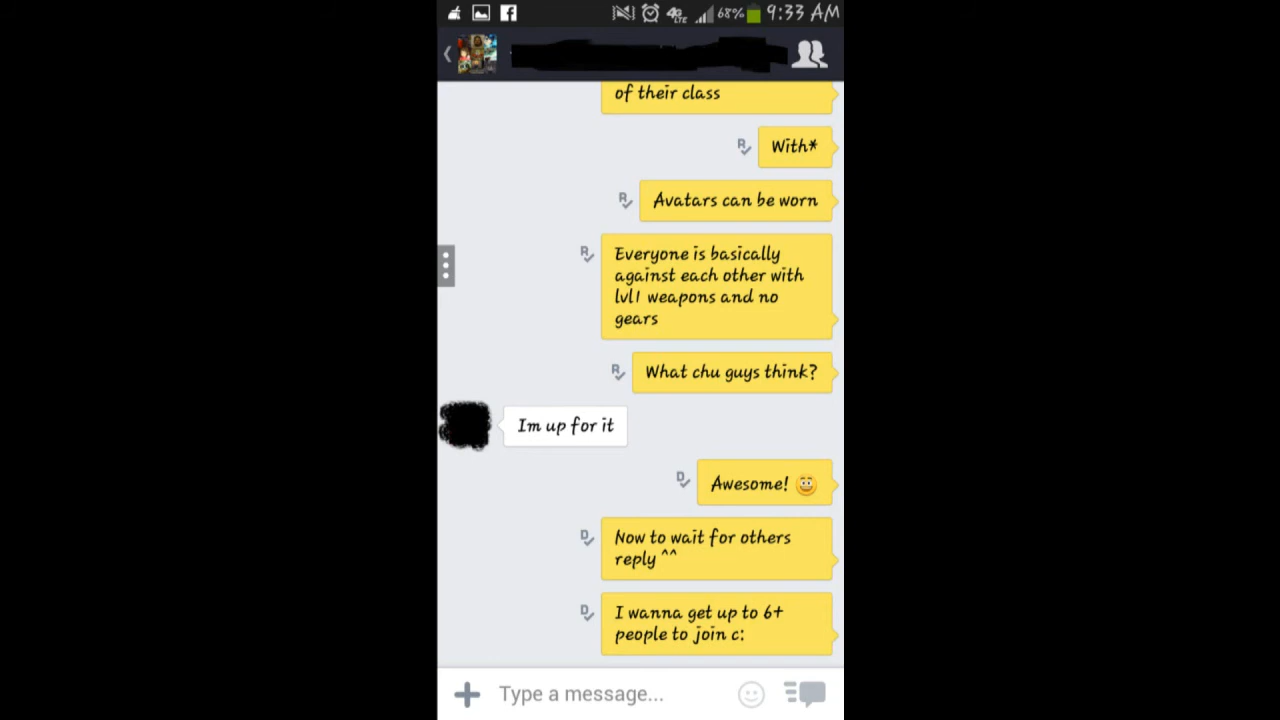 4G LTE 68% 9:33 AM
of their class
R With*
R Avatars can be worn
R Everyone is basically
against each other with
lvl1 weapons and no
gears
R What chu guys think?
Im up for it
D Awesome!
D Now to wait for others
reply ^^
D I wanna get up to 6+
people to join c:
Type a message...